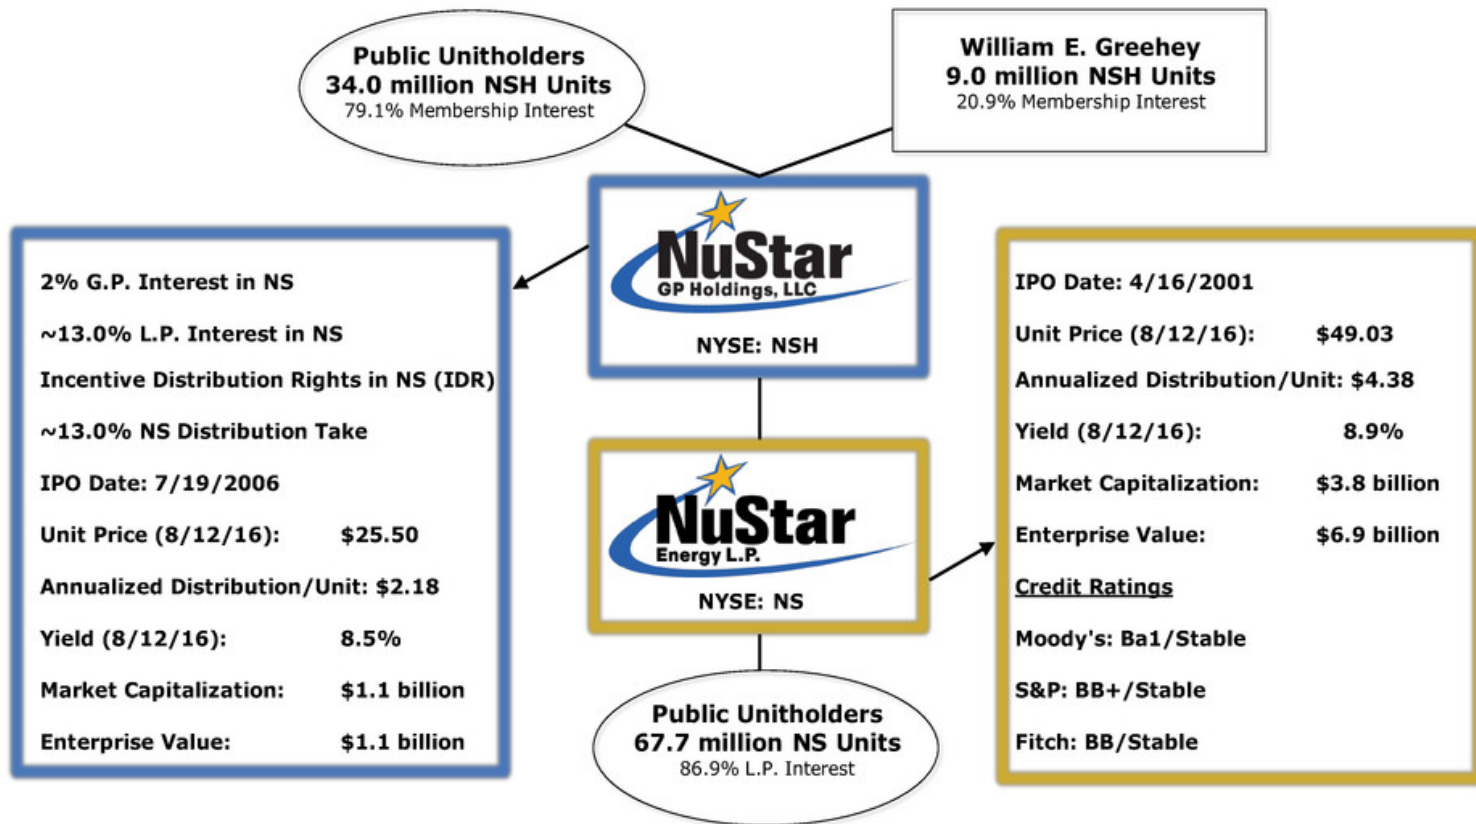 Public Unitholders
34.0 million NSH Units
79.1% Membership Interest
William E. Greehey
9.0 million NSH Units
20.9% Membership Interest
NuStar
GP Holdings, LLC
NYSE: NSH
2% G.P. Interest in NS
~13.0% L.P. Interest in NS
Incentive Distribution Rights in NS (IDR)
~13.0% NS Distribution Take
IPO Date: 7/19/2006
Unit Price (8/12/16): $25.50
Annualized Distribution/Unit: $2.18
Yield (8/12/16): 8.5%
Market Capitalization: $1.1 billion
Enterprise Value: $1.1 billion
NuStar
Energy L.P.
NYSE: NS
IPO Date: 4/16/2001
Unit Price (8/12/16): $49.03
Annualized Distribution/Unit: $4.38
Yield (8/12/16): 8.9%
Market Capitalization: $3.8 billion
Enterprise Value: $6.9 billion
Credit Ratings
Moody's: Ba1/Stable
S&P: BB+/Stable
Fitch: BB/Stable
Public Unitholders
67.7 million NS Units
86.9% L.P. Interest